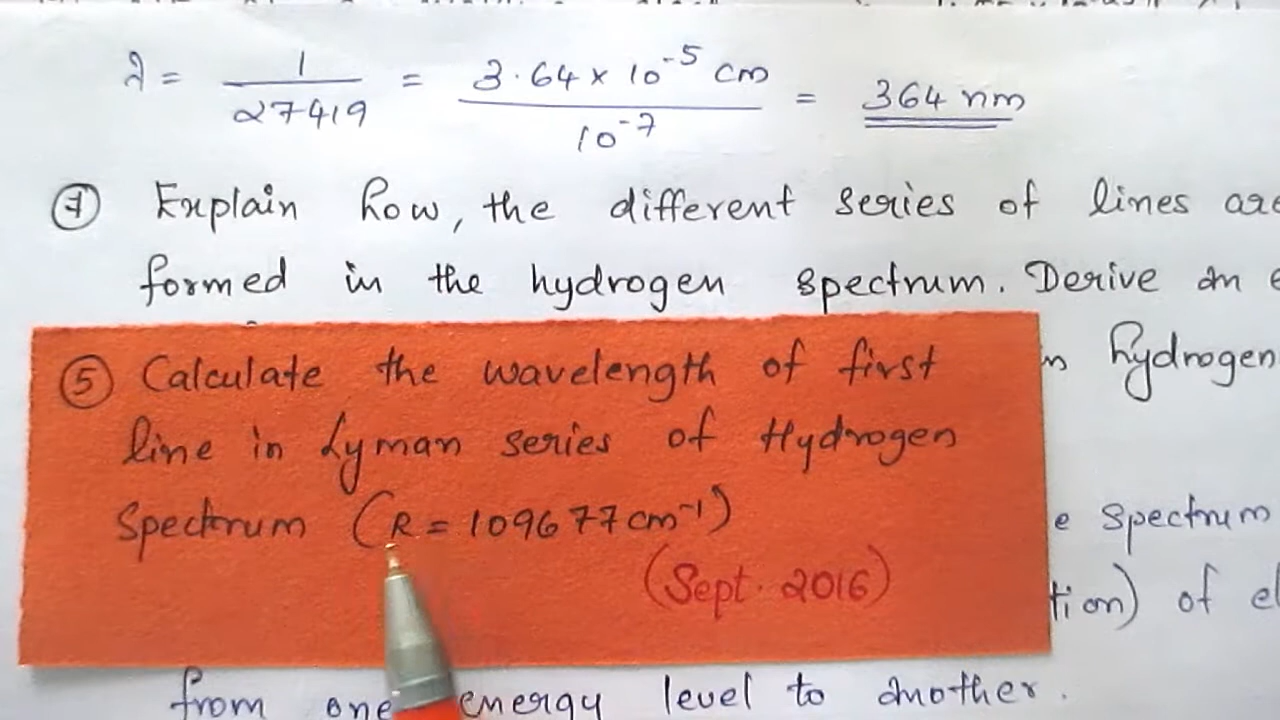 λ = 1/27419 = 3.64 × 10⁻⁵ cm / 10⁻⁷ = 364 nm
⑦ Explain how, the different series of lines are
formed in the hydrogen spectrum. Derive an
hydrogen
⑤ Calculate the wavelength of first
line in Lyman series of Hydrogen
Spectrum (R = 109677 cm⁻¹)
(Sept. 2016)
spectrum
of
from one energy level to another.